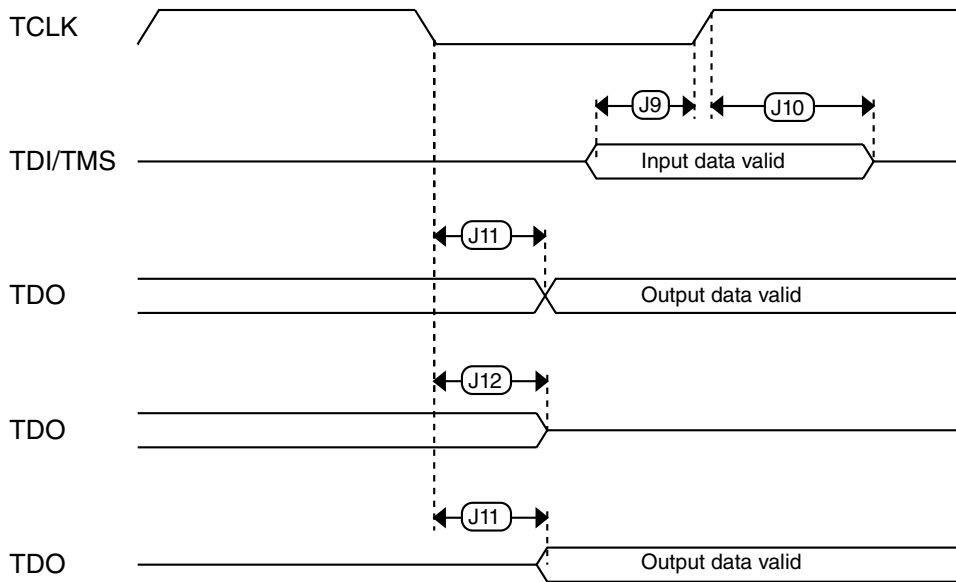 TCLK
J9
J10
TDI/TMS
Input data valid
J11
TDO
Output data valid
J12
TDO
J11
TDO
Output data valid